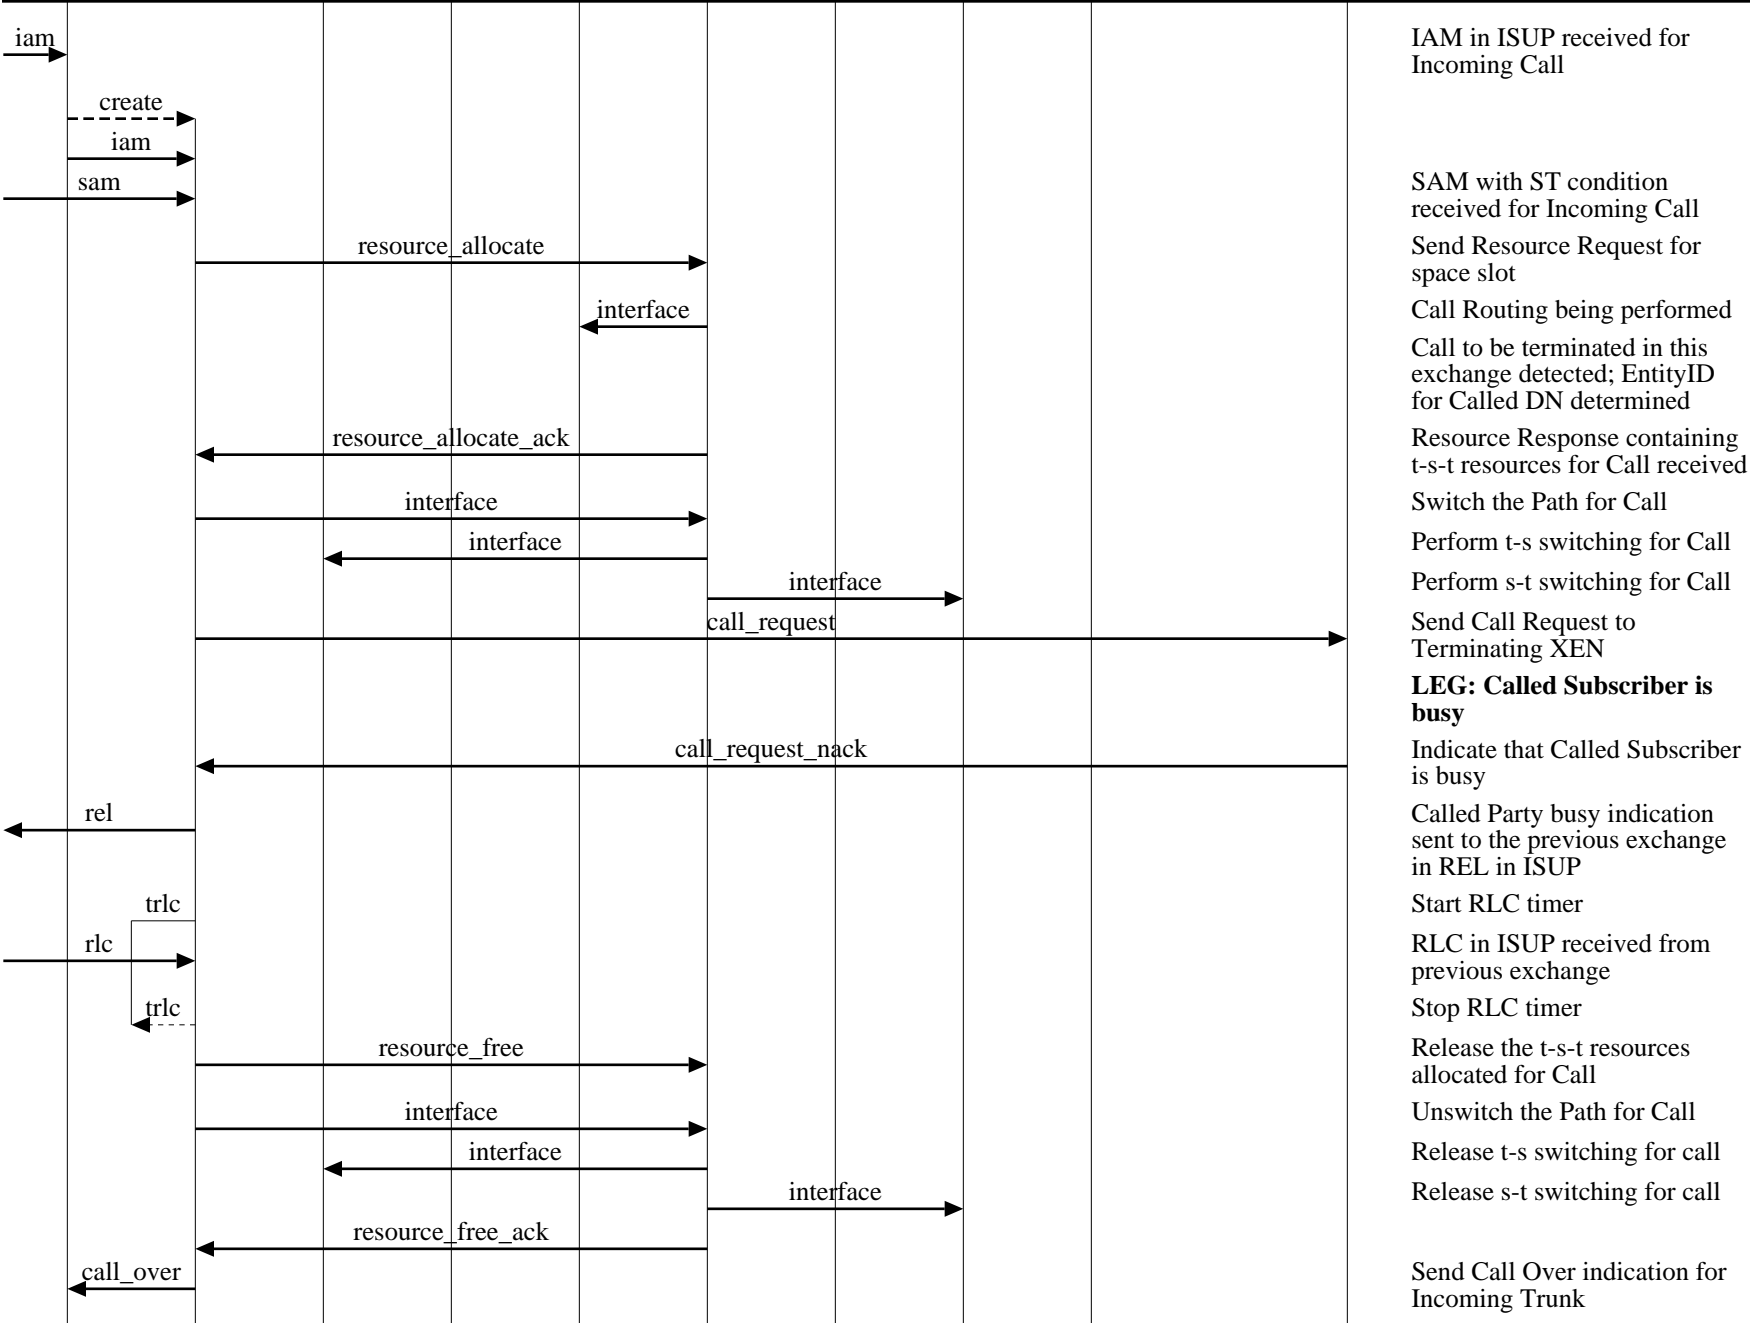 iam
IAM in ISUP received for
Incoming Call
create
iam
sam
SAM with ST condition
received for Incoming Call
resource_allocate
Send Resource Request for
space slot
interface
Call Routing being performed
Call to be terminated in this
exchange detected; EntityID
for Called DN determined
resource_allocate_ack
Resource Response containing
t-s-t resources for Call received
interface
Switch the Path for Call
interface
Perform t-s switching for Call
interface
Perform s-t switching for Call
call_request
Send Call Request to
Terminating XEN
LEG: Called Subscriber is
busy
call_request_nack
Indicate that Called Subscriber
is busy
rel
Called Party busy indication
sent to the previous exchange
in REL in ISUP
trlc
Start RLC timer
rlc
RLC in ISUP received from
previous exchange
trlc
Stop RLC timer
resource_free
Release the t-s-t resources
allocated for Call
interface
Unswitch the Path for Call
interface
Release t-s switching for call
interface
Release s-t switching for call
resource_free_ack
call_over
Send Call Over indication for
Incoming Trunk